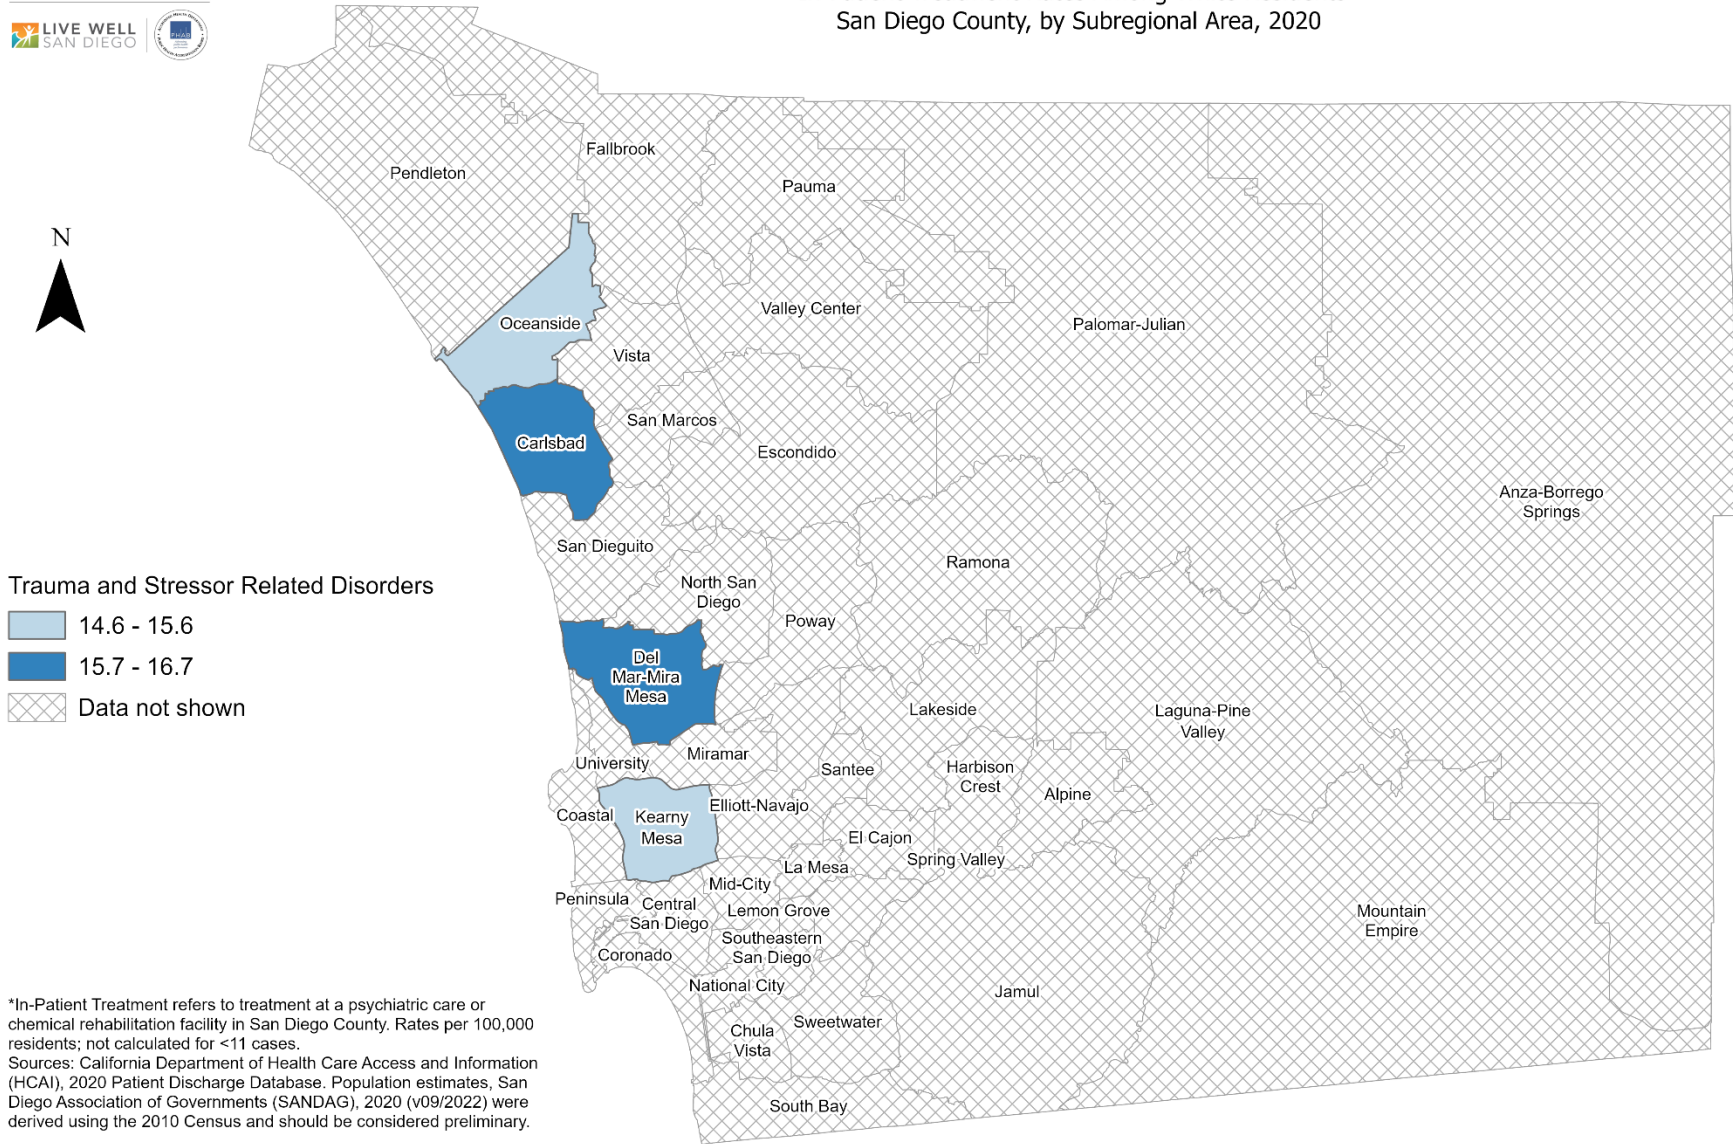 LIVE WELL
SAN DIEGO
PHAB
San Diego County, by Subregional Area, 2020
N
Fallbrook
Pendleton
Pauma
Valley Center
Oceanside
Palomar-Julian
Vista
San Marcos
Carlsbad
Escondido
Anza-Borrego
Springs
San Dieguito
Ramona
North San
Diego
Poway
Del
Mar-Mira
Mesa
Lakeside
Laguna-Pine
Valley
Miramar
University
Santee
Harbison
Crest
Alpine
Elliott-Navajo
Coastal
Kearny
Mesa
El Cajon
Spring Valley
La Mesa
Mid-City
Peninsula
Central
San Diego
Lemon Grove
Mountain
Empire
Southeastern
San Diego
Coronado
National City
Jamul
Sweetwater
Chula
Vista
South Bay
Trauma and Stressor Related Disorders
14.6 - 15.6
15.7 - 16.7
Data not shown
*In-Patient Treatment refers to treatment at a psychiatric care or
chemical rehabilitation facility in San Diego County. Rates per 100,000
residents; not calculated for <11 cases.
Sources: California Department of Health Care Access and Information
(HCAI), 2020 Patient Discharge Database. Population estimates, San
Diego Association of Governments (SANDAG), 2020 (v09/2022) were
derived using the 2010 Census and should be considered preliminary.